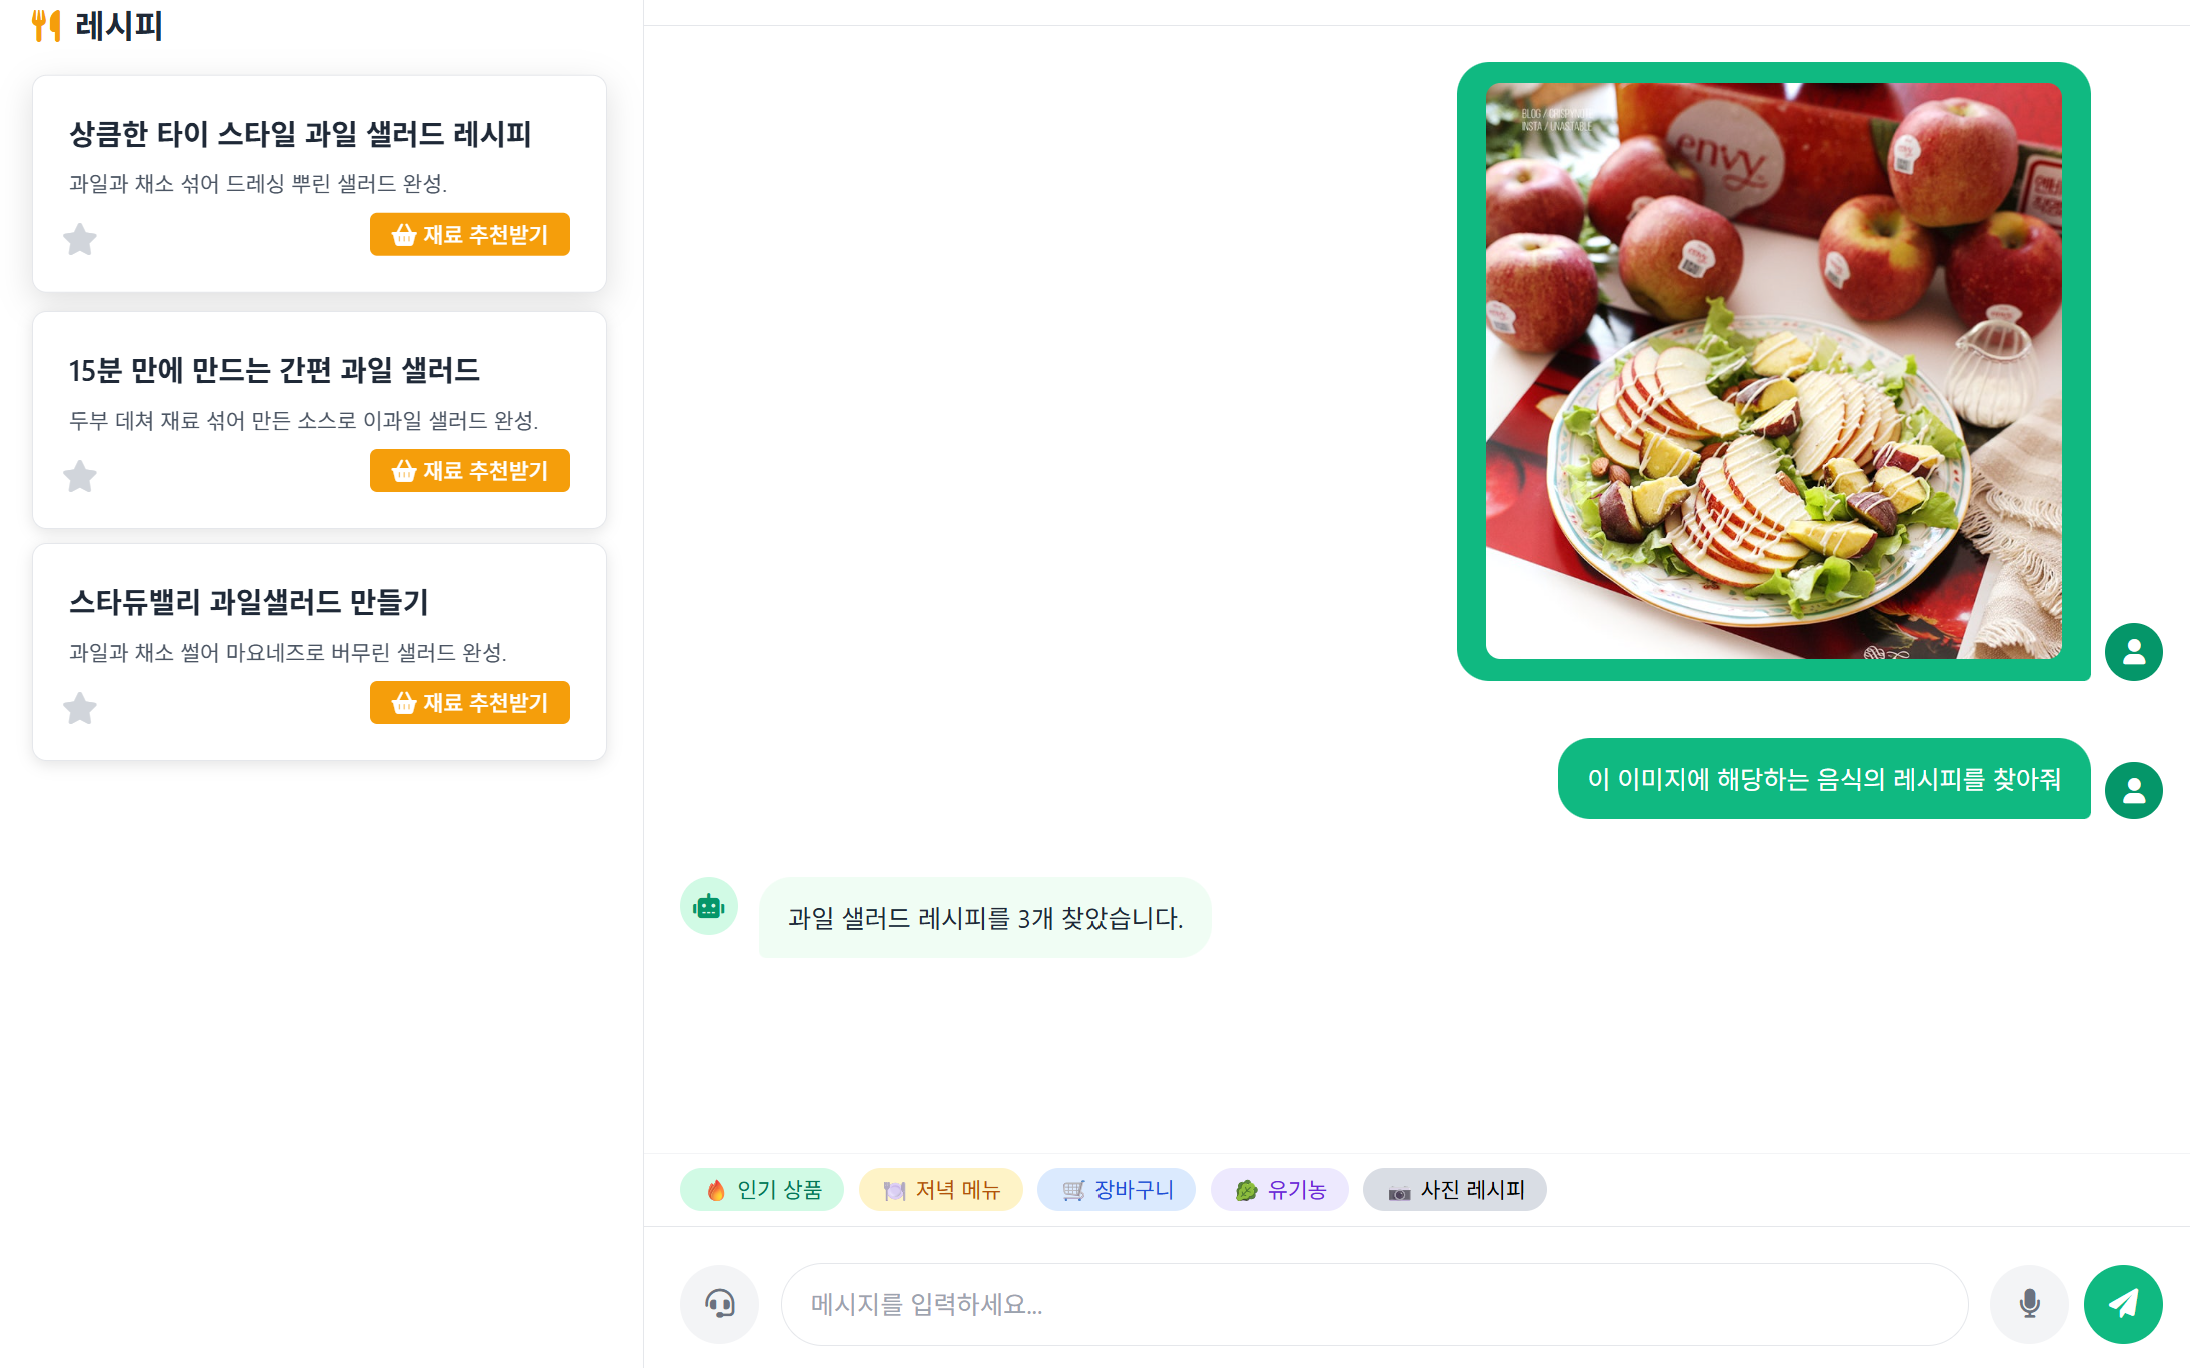 레시피
상큼한 타이 스타일 과일 샐러드 레시피
과일과 채소 섞어 드레싱 뿌린 샐러드 완성.
재료 추천받기
15분 만에 만드는 간편 과일 샐러드
두부 데쳐 재료 섞어 만든 소스로 이과일 샐러드 완성.
재료 추천받기
스타듀밸리 과일샐러드 만들기
과일과 채소 썰어 마요네즈로 버무린 샐러드 완성.
재료 추천받기
INSTA / UNASTABLE
envy
이 이미지에 해당하는 음식의 레시피를 찾아줘
과일 샐러드 레시피를 3개 찾았습니다.
인기 상품
저녁 메뉴
장바구니
유기농
사진 레시피
메시지를 입력하세요...